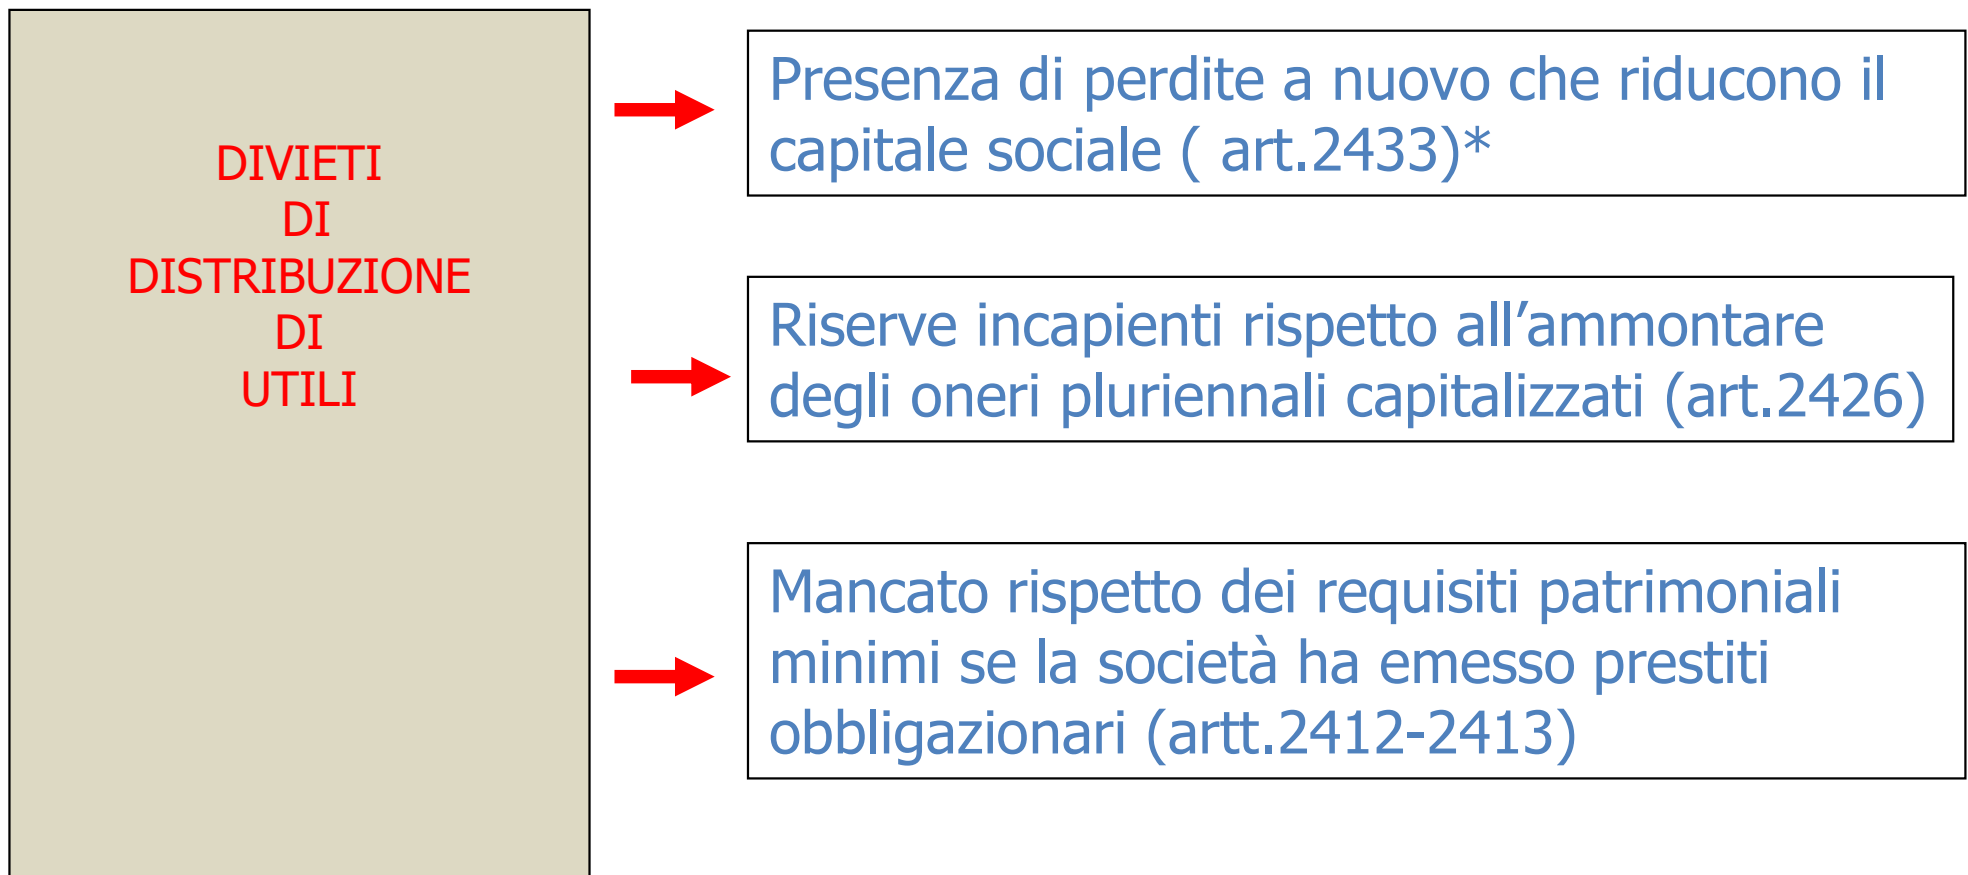 DIVIETI
DI
DISTRIBUZIONE
DI
UTILI
Presenza di perdite a nuovo che riducono il
capitale sociale ( art.2433)*
Riserve incapienti rispetto all’ammontare
degli oneri pluriennali capitalizzati (art.2426)
Mancato rispetto dei requisiti patrimoniali
minimi se la società ha emesso prestiti
obbligazionari (artt.2412-2413)